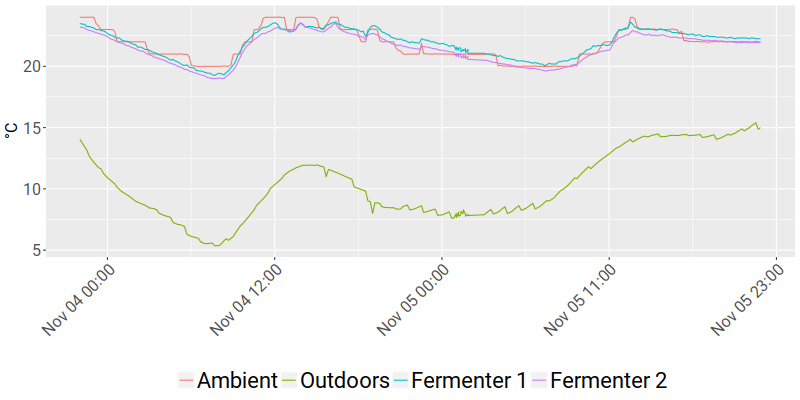 °C
20
15
10
5
Nov 04 00:00
Nov 04 12:00
Nov 05 00:00
Nov 05 11:00
Nov 05 23:00
Ambient Outdoors Fermenter 1 Fermenter 2